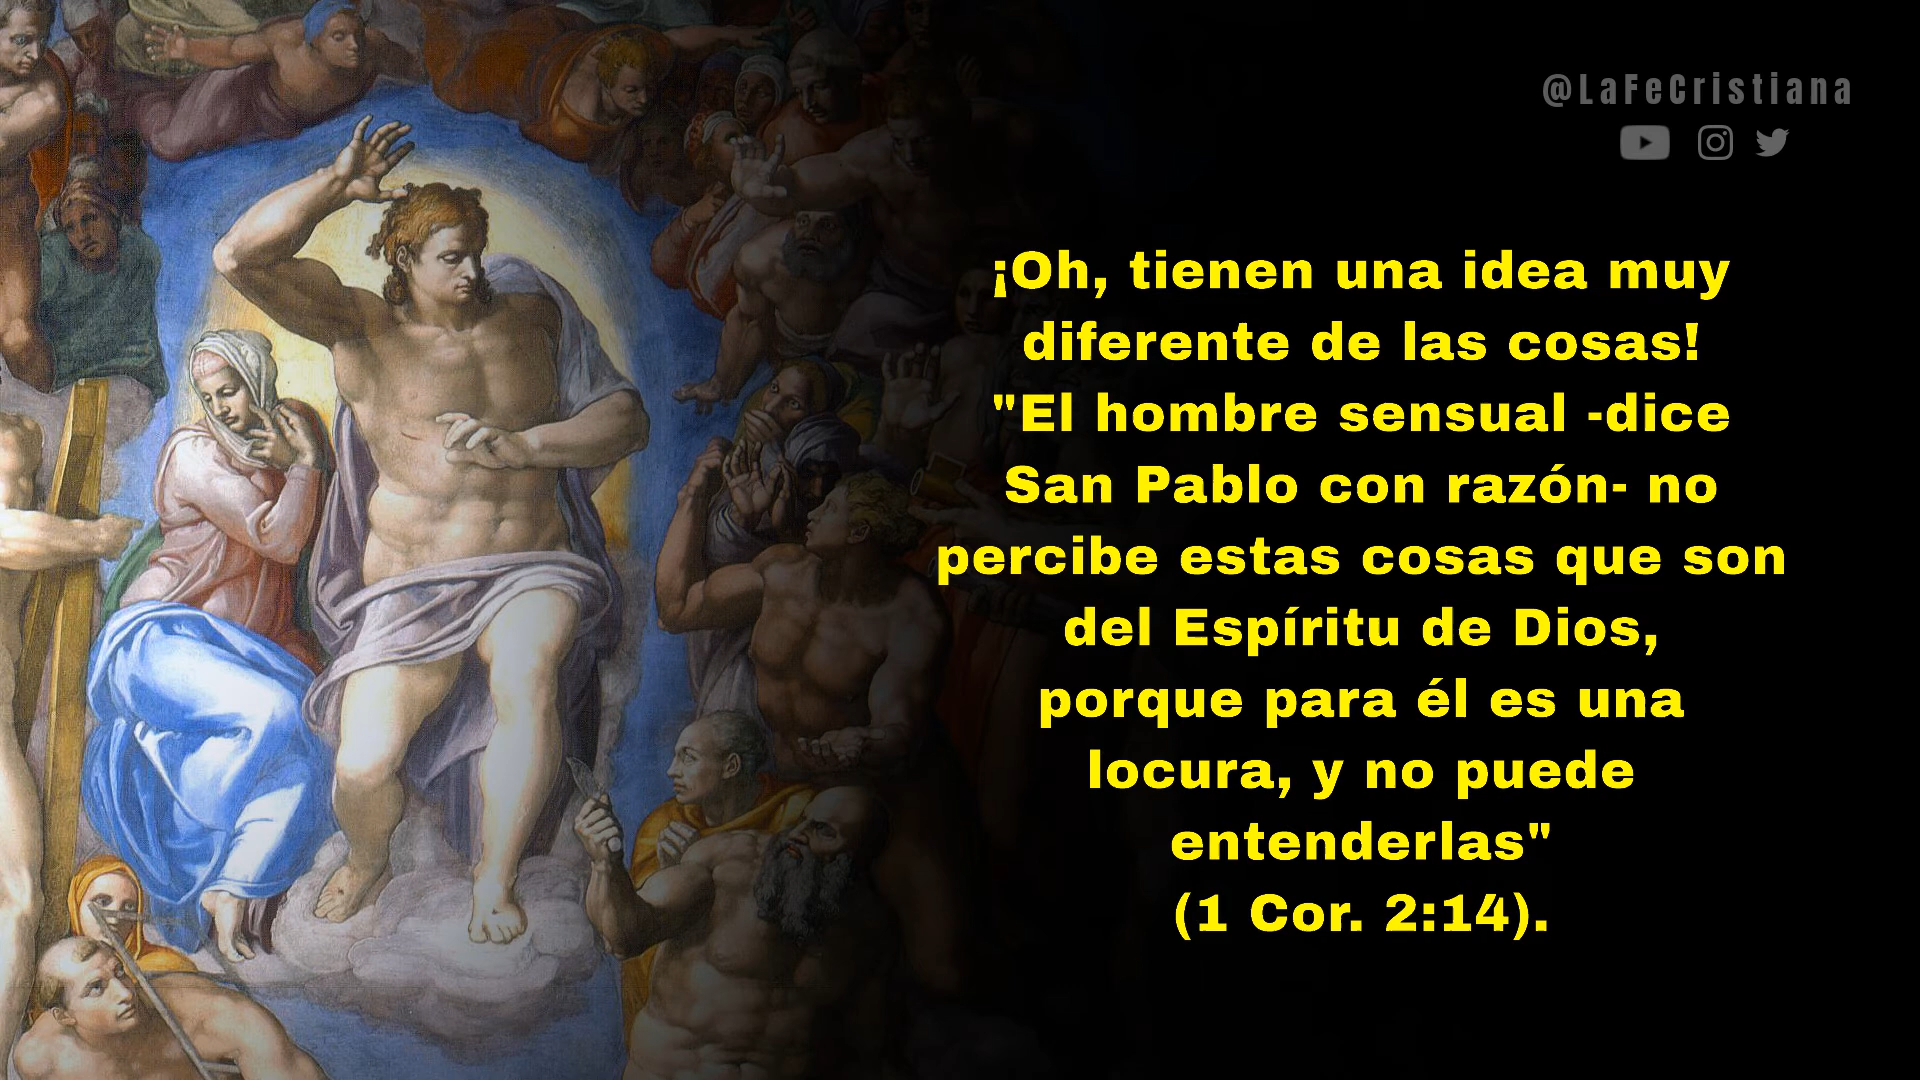 @LaFeCristiana
¡Oh, tienen una idea muy
diferente de las cosas!
"El hombre sensual -dice
San Pablo con razón- no
percibe estas cosas que son
del Espíritu de Dios,
porque para él es una
locura, y no puede
entenderlas"
(1 Cor. 2:14).